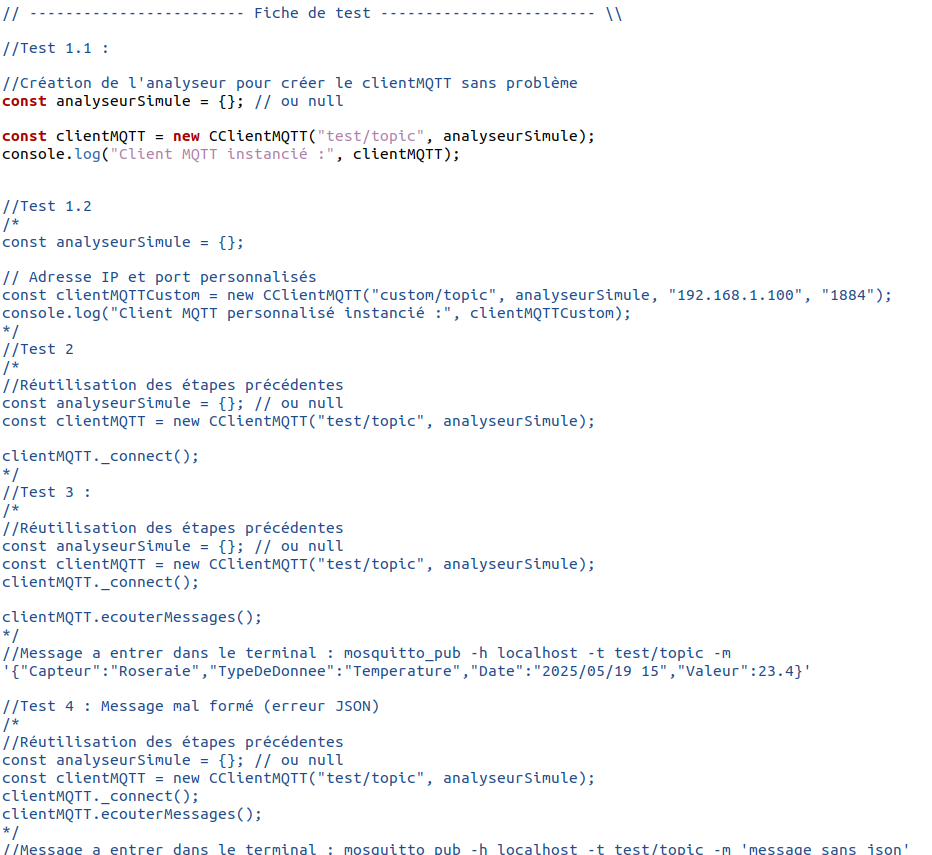 // ------------------------ Fiche de test ------------------------ \\
//Test 1.1 :
//Création de l'analyseur pour créer le clientMQTT sans problème
const analyseurSimule = {}; // ou null
const clientMQTT = new CClientMQTT("test/topic", analyseurSimule);
console.log("Client MQTT instancié :", clientMQTT);
//Test 1.2
/*
const analyseurSimule = {};
// Adresse IP et port personnalisés
const clientMQTTCustom = new CClientMQTT("custom/topic", analyseurSimule, "192.168.1.100", "1884");
console.log("Client MQTT personnalisé instancié :", clientMQTTCustom);
*/
//Test 2
/*
//Réutilisation des étapes précédentes
const analyseurSimule = {}; // ou null
const clientMQTT = new CClientMQTT("test/topic", analyseurSimule);
clientMQTT._connect();
*/
//Test 3 :
/*
//Réutilisation des étapes précédentes
const analyseurSimule = {}; // ou null
const clientMQTT = new CClientMQTT("test/topic", analyseurSimule);
clientMQTT._connect();
clientMQTT.ecouterMessages();
*/
//Message a entrer dans le terminal : mosquitto_pub -h localhost -t test/topic -m
'{"Capteur":"Roseraie","TypeDeDonnee":"Temperature","Date":"2025/05/19 15","Valeur":23.4}'
//Test 4 : Message mal formé (erreur JSON)
/*
//Réutilisation des étapes précédentes
const analyseurSimule = {}; // ou null
const clientMQTT = new CClientMQTT("test/topic", analyseurSimule);
clientMQTT._connect();
clientMQTT.ecouterMessages();
*/
//Message a entrer dans le terminal : mosquitto_pub -h localhost -t test/topic -m 'message sans json'